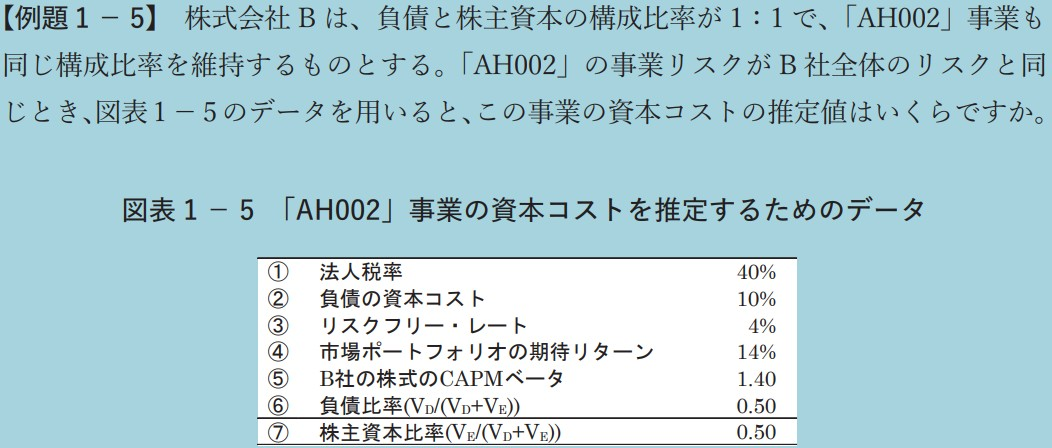 【例題1－5】 株式会社Bは、負債と株主資本の構成比率が1：1で、「AH002」事業も
同じ構成比率を維持するものとする。「AH002」の事業リスクがB社全体のリスクと同
じとき、図表1－5のデータを用いると、この事業の資本コストの推定値はいくらですか。
図表1－5 「AH002」事業の資本コストを推定するためのデータ
① 法人税率 40%
② 負債の資本コスト 10%
③ リスクフリー・レート 4%
④ 市場ポートフォリオの期待リターン 14%
⑤ B社の株式のCAPMベータ 1.40
⑥ 負債比率(VD/(VD+VE)) 0.50
⑦ 株主資本比率(VE/(VD+VE)) 0.50